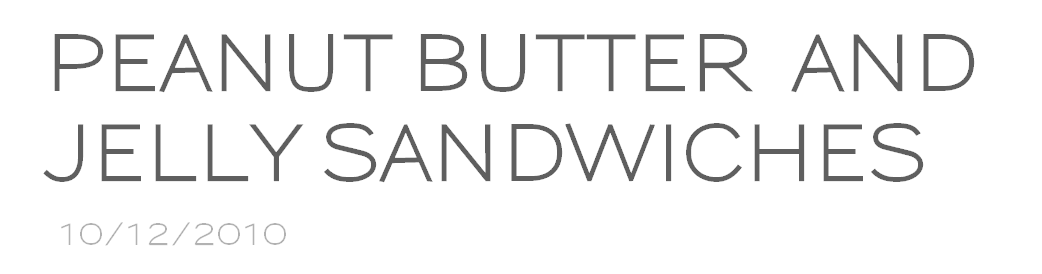 PEANUT BUTTER AND
JELLY SANDWICHES
10/12/2010